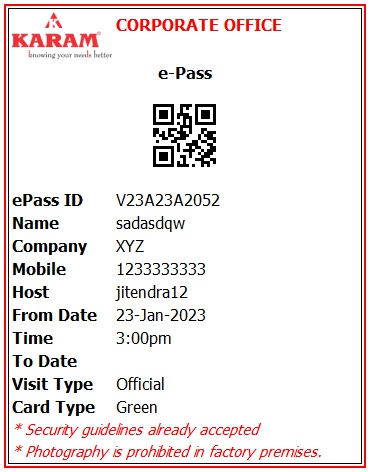 CORPORATE OFFICE
KARAM®
knowing your needs better
e-Pass
ePass ID V23A23A2052
Name sadasdqw
Company XYZ
Mobile 1233333333
Host jitendra12
From Date 23-Jan-2023
Time 3:00pm
To Date
Visit Type Official
Card Type Green
* Security guidelines already accepted
* Photography is prohibited in factory premises.